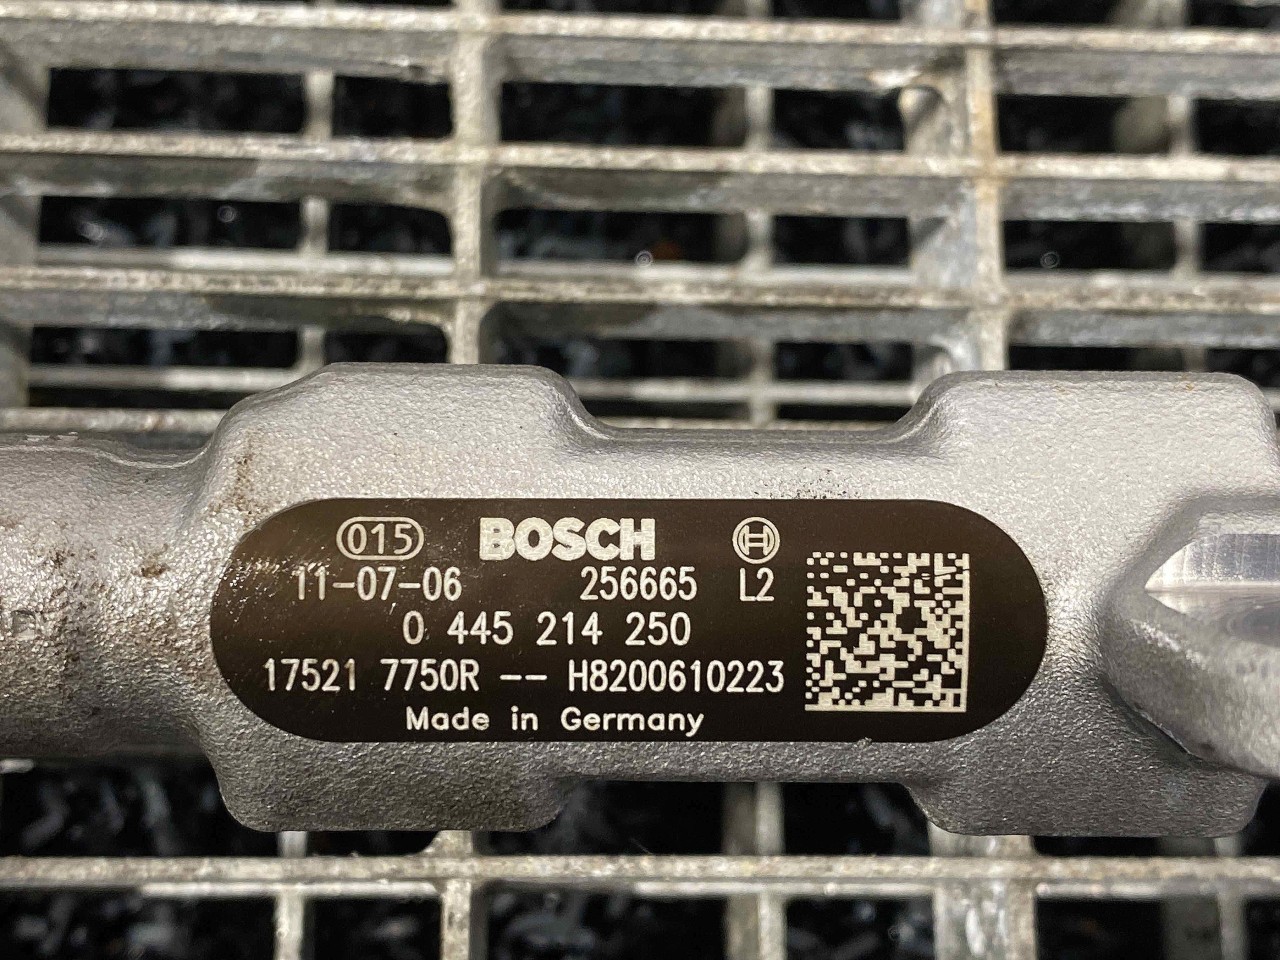 015 BOSCH H
11-07-06 256665 L2
0 445 214 250
17521 7750R -- H8200610223
Made in Germany